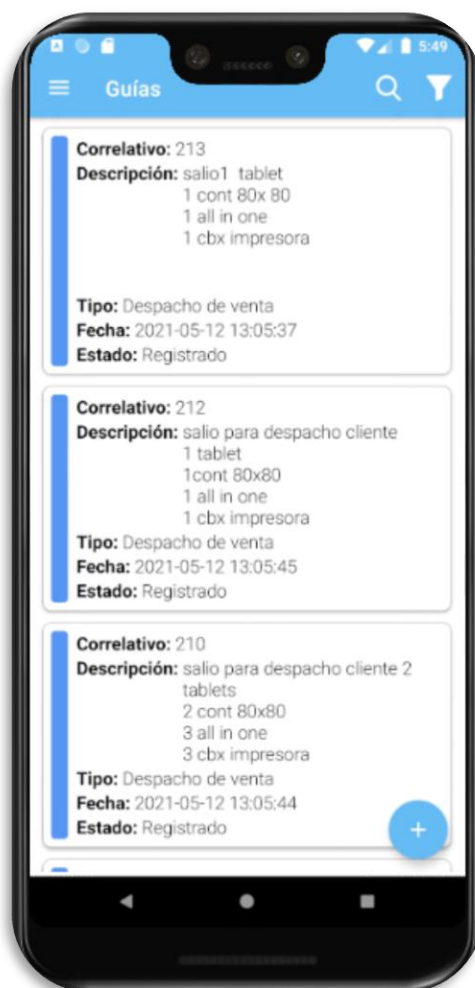 5:49
Guías
Correlativo: 213
Descripción: salio1 tablet
1 cont 80x 80
1 all in one
1 cbx impresora
Tipo: Despacho de venta
Fecha: 2021-05-12 13:05:37
Estado: Registrado
Correlativo: 212
Descripción: salio para despacho cliente
1 tablet
1cont 80x80
1 all in one
1 cbx impresora
Tipo: Despacho de venta
Fecha: 2021-05-12 13:05:45
Estado: Registrado
Correlativo: 210
Descripción: salio para despacho cliente 2
tablets
2 cont 80x80
3 all in one
3 cbx impresora
Tipo: Despacho de venta
Fecha: 2021-05-12 13:05:44
Estado: Registrado
+